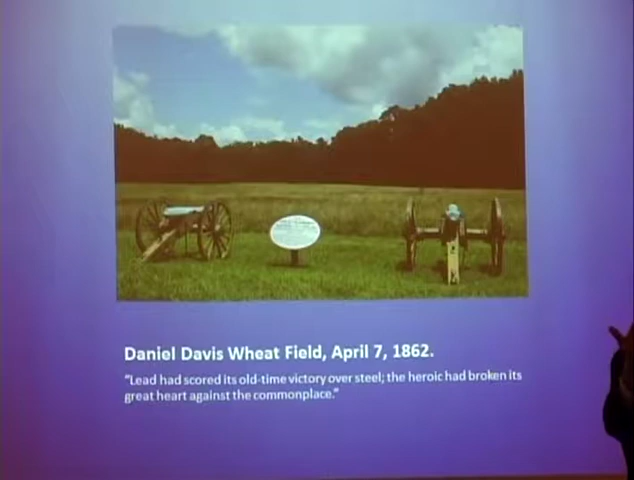 Daniel Davis Wheat Field, April 7, 1862.
"Lead had scored its old-time victory over steel; the heroic had broken its
great heart against the commonplace."